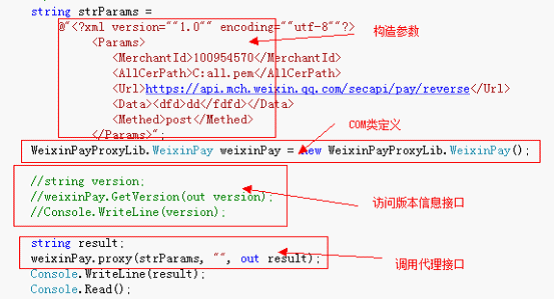 string strParams =
@"<?xml version=""1.0"" encoding=""utf-8""?>
<Params>
构造参数
<MerchantId>100954570</MerchantId>
<AllCerPath>C:all.pem</AllCerPath>
<Url>https://api.mch.weixin.qq.com/secapi/pay/reverse</Url>
<Data><dfd>dd</fdfd></Data>
<Methed>post</Methed>
</Params>";
COM类定义
WeixinPayProxyLib.WeixinPay weixinPay = new WeixinPayProxyLib.WeixinPay();
//string version;
//weixinPay.GetVersion(out version);
访问版本信息接口
//Console.WriteLine(version);
string result;
weixinPay.proxy(strParams, "", out result);
调用代理接口
Console.WriteLine(result);
Console.Read();